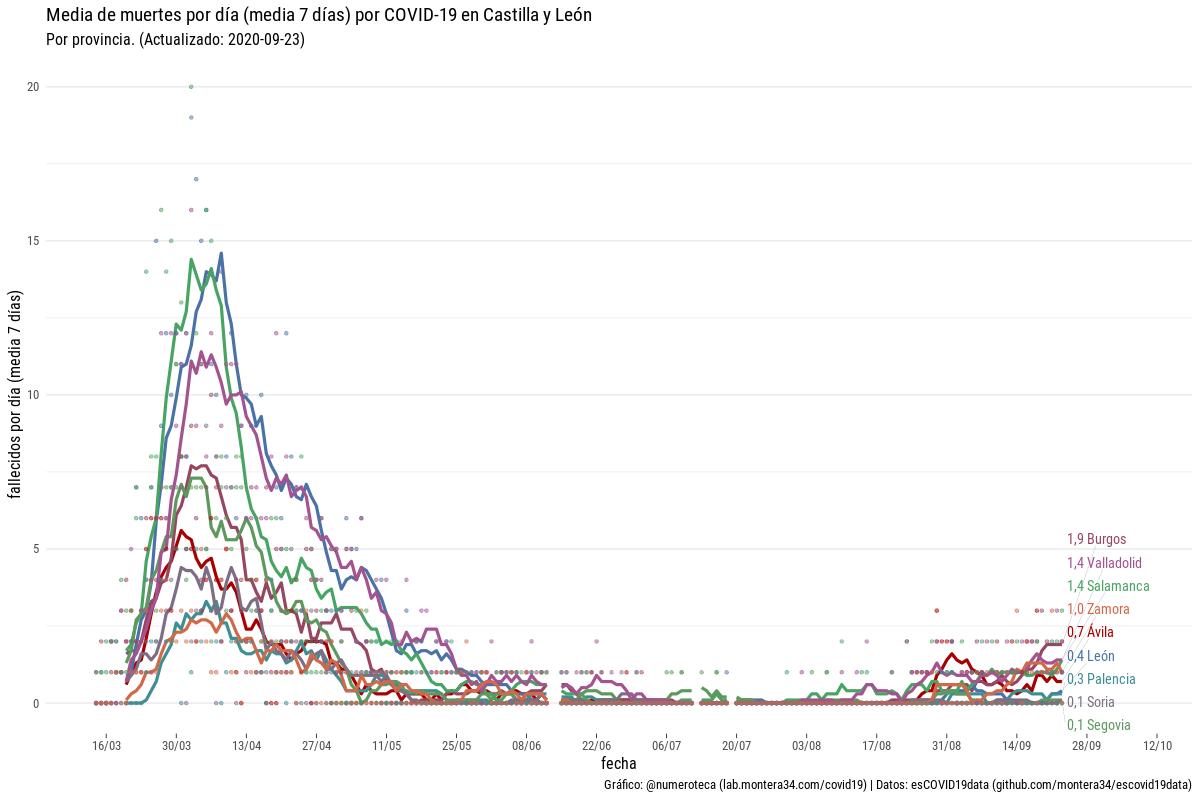 Media de muertes por día (media 7 días) por COVID-19 en Castilla y León
Por provincia. (Actualizado: 2020-09-23)
fallecidos por día (media 7 días)
20
15
10
5
0
1,9 Burgos
1,4 Valladolid
1,4 Salamanca
1,0 Zamora
0,7 Ávila
0,4 León
0,3 Palencia
0,1 Soria
0,1 Segovia
16/03 30/03 13/04 27/04 11/05 25/05 08/06 22/06 06/07 20/07 03/08 17/08 31/08 14/09 28/09 12/10
fecha
Gráfico: @numeroteca (lab.montera34.com/covid19) | Datos: esCOVID19data (github.com/montera34/escovid19data)